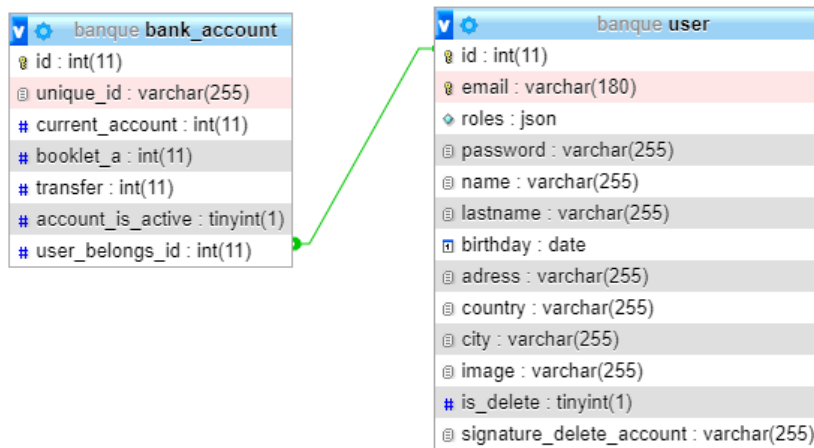 banque bank_account
id : int(11)
unique_id : varchar(255)
current_account : int(11)
booklet_a : int(11)
transfer : int(11)
account_is_active : tinyint(1)
user_belongs_id : int(11)
banque user
id : int(11)
email : varchar(180)
roles : json
password : varchar(255)
name : varchar(255)
lastname : varchar(255)
birthday : date
adress : varchar(255)
country : varchar(255)
city : varchar(255)
image : varchar(255)
is_delete : tinyint(1)
signature_delete_account : varchar(255)